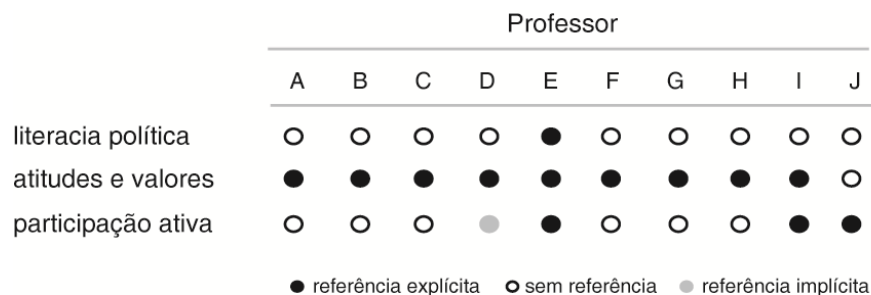 Professor
A B C D E F G H I J
literacia política
atitudes e valores
participação ativa
referência explícita sem referência referência implícita